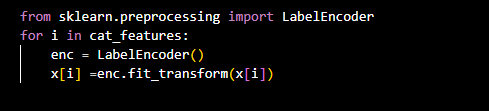 from sklearn.preprocessing import LabelEncoder
for i in cat_features:
    enc = LabelEncoder()
    x[i] =enc.fit_transform(x[i])